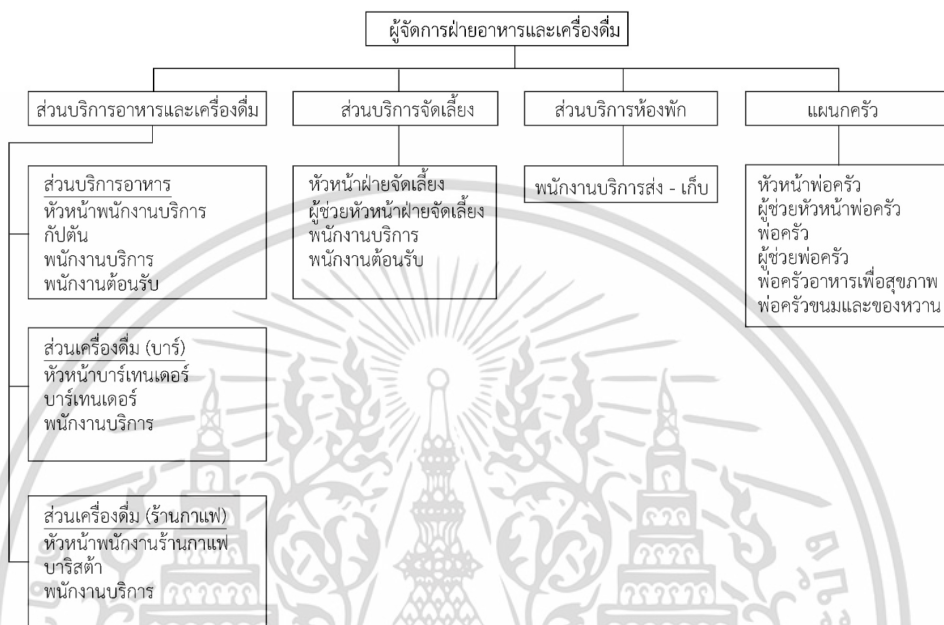 ผู้จัดการฝ่ายอาหารและเครื่องดื่ม
ส่วนบริการอาหารและเครื่องดื่ม
ส่วนบริการจัดเลี้ยง
ส่วนบริการห้องพัก
แผนกครัว
ส่วนบริการอาหาร
หัวหน้าพนักงานบริการ
กัปตัน
พนักงานบริการ
พนักงานต้อนรับ
หัวหน้าฝ่ายจัดเลี้ยง
ผู้ช่วยหัวหน้าฝ่ายจัดเลี้ยง
พนักงานบริการ
พนักงานต้อนรับ
พนักงานบริการส่ง - เก็บ
หัวหน้าพ่อครัว
ผู้ช่วยหัวหน้าพ่อครัว
พ่อครัว
ผู้ช่วยพ่อครัว
พ่อครัวอาหารเพื่อสุขภาพ
พ่อครัวขนมและของหวาน
ส่วนเครื่องดื่ม (บาร์)
หัวหน้าบาร์เทนเดอร์
บาร์เทนเดอร์
พนักงานบริการ
ส่วนเครื่องดื่ม (ร้านกาแฟ)
หัวหน้าพนักงานร้านกาแฟ
บาริสต้า
พนักงานบริการ